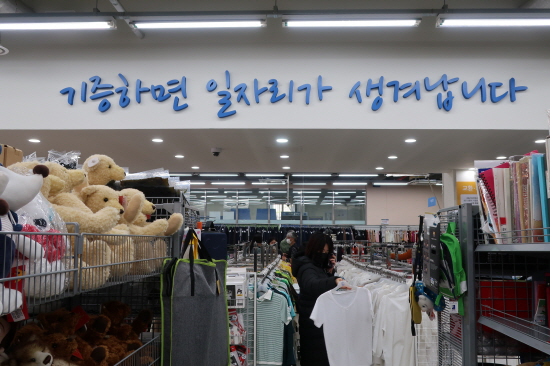 기증하면 일자리가 생겨납니다